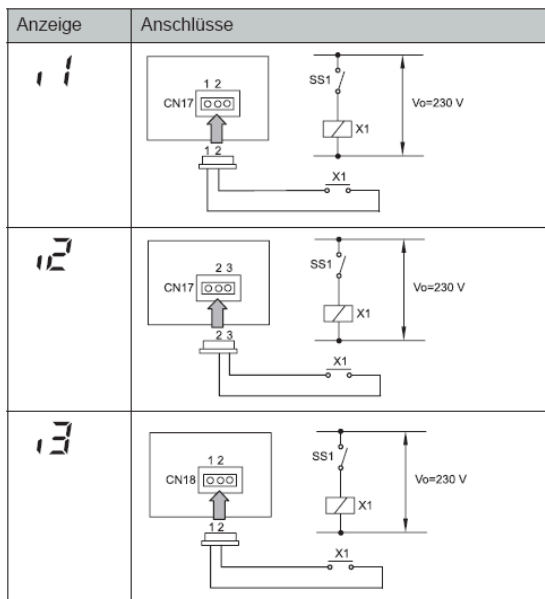 Anzeige Anschlüsse
i1
1 2
CN17
1 2
X1
SS1
X1
Vo=230 V
i2
2 3
CN17
2 3
X1
SS1
X1
Vo=230 V
i3
1 2
CN18
1 2
X1
SS1
X1
Vo=230 V